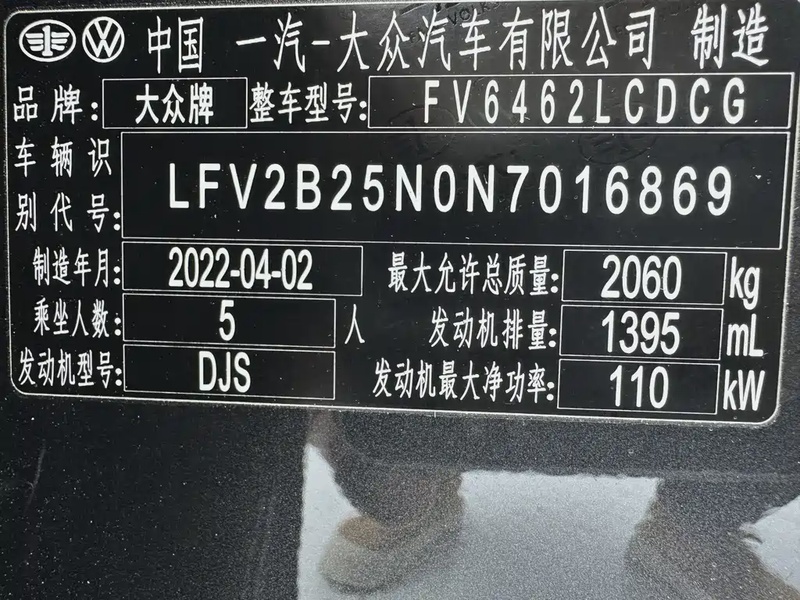 中国 一汽-大众汽车有限公司 制造
品牌: 大众牌 整车型号: FV6462LCDCG
车辆识别代号: LFV2B25N0N7016869
制造年月: 2022-04-02 最大允许总质量: 2060 kg
乘坐人数: 5 人 发动机排量: 1395 mL
发动机型号: DJS 发动机最大净功率: 110 kW